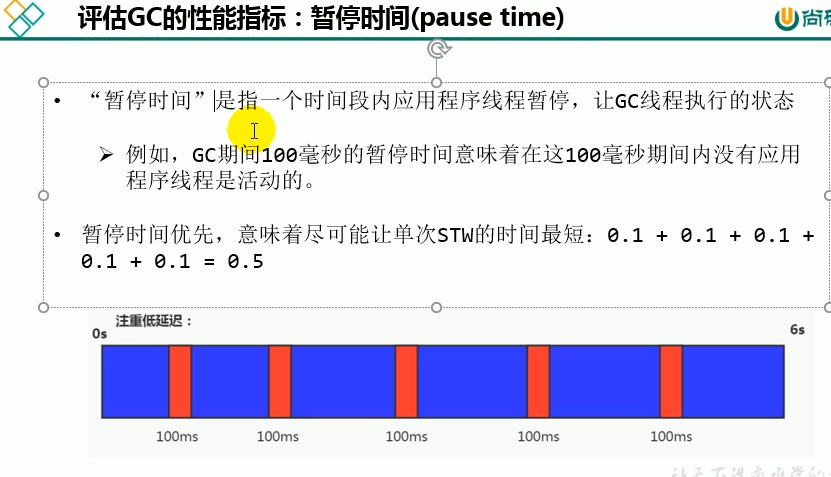 评估GC的性能指标：暂停时间(pause time)
尚
• “暂停时间”是指一个时间段内应用程序线程暂停，让GC线程执行的状态
➢ 例如，GC期间100毫秒的暂停时间意味着在这100毫秒期间内没有应用
程序线程是活动的。
• 暂停时间优先，意味着尽可能让单次STW的时间最短：0.1 + 0.1 + 0.1 +
0.1 + 0.1 = 0.5
注重低延迟：
0s
6s
100ms 100ms 100ms 100ms 100ms